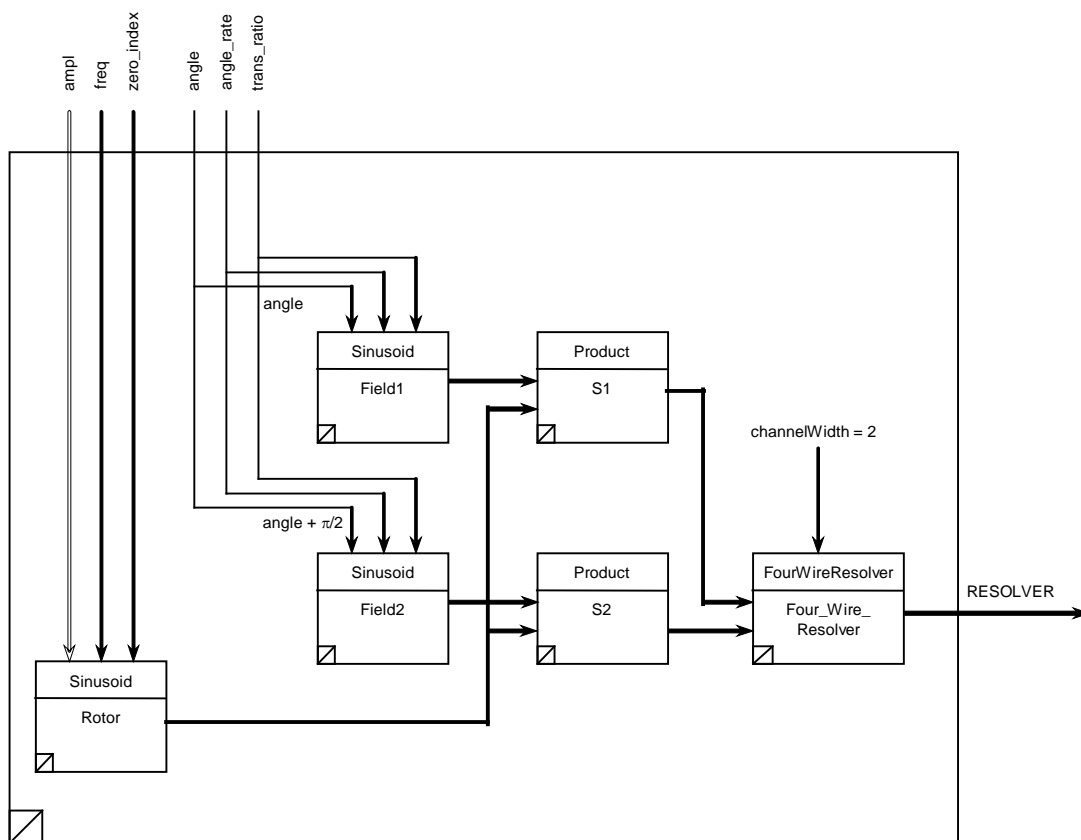 ampl
freq
zero_index
angle
angle_rate
trans_ratio
angle
Sinusoid
Field1
Product
S1
channelWidth = 2
angle + π/2
Sinusoid
Field2
Product
S2
FourWireResolver
Four_Wire_
Resolver
RESOLVER
Sinusoid
Rotor